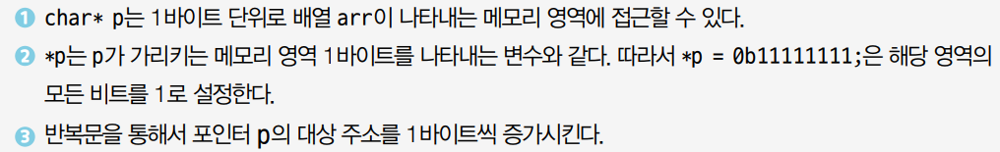 ❶ char* p는 1바이트 단위로 배열 arr이 나타내는 메모리 영역에 접근할 수 있다.
❷ *p는 p가 가리키는 메모리 영역 1바이트를 나타내는 변수와 같다. 따라서 *p = 0b11111111;은 해당 영역의
모든 비트를 1로 설정한다.
❸ 반복문을 통해서 포인터 p의 대상 주소를 1바이트씩 증가시킨다.